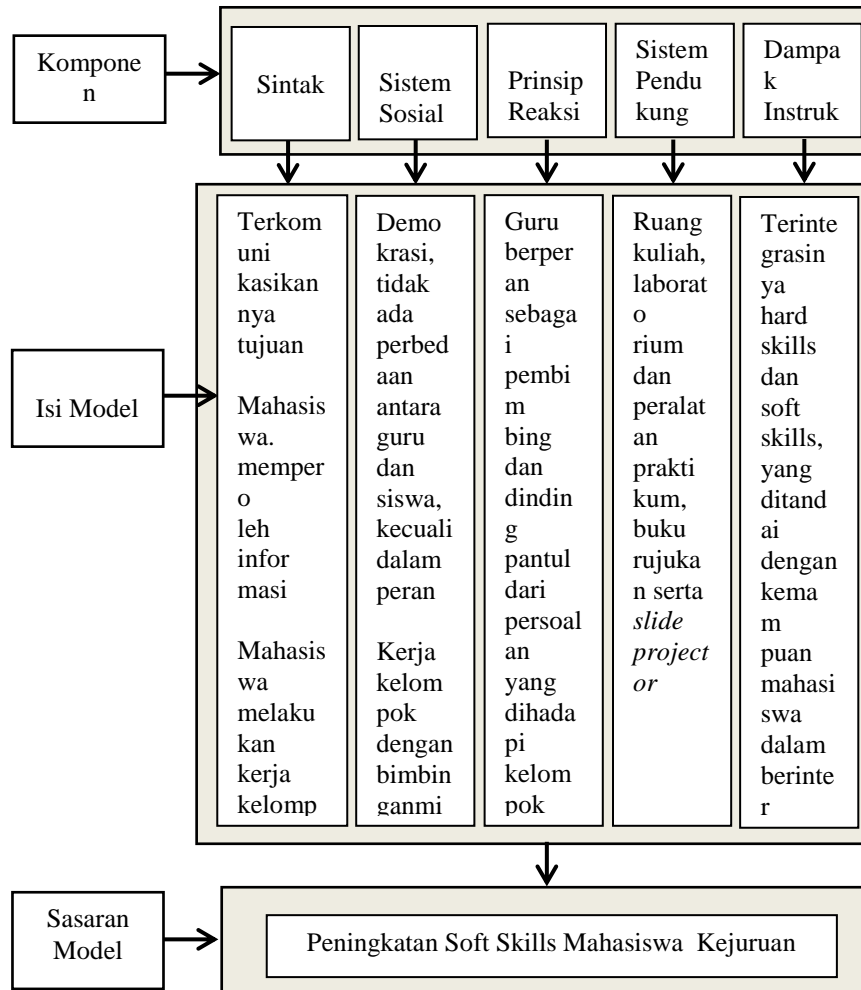 Kompone
n
Sintak
Sistem
Sosial
Prinsip
Reaksi
Sistem
Pendu
kung
Dampa
k
Instruk
Isi Model
Terkom
uni
kasikan
nya
tujuan
Mahasis
wa.
memper
o
leh
infor
masi
Mahasis
wa
melaku
kan
kerja
kelomp
Demo
krasi,
tidak
ada
perbed
aan
antara
guru
dan
siswa,
kecuali
dalam
peran
Kerja
kelom
pok
dengan
bimbin
ganmi
Guru
berper
an
sebaga
i
pembi
m
bing
dan
dindin
g
pantul
dari
persoal
an
yang
dihada
pi
kelom
pok
Ruang
kuliah,
laborat
o
rium
dan
peralat
an
prakti
kum,
buku
rujuka
n serta
slide
project
or
Terinte
grasin
ya
hard
skills
dan
soft
skills,
yang
ditand
ai
dengan
kema
m
puan
mahasi
swa
dalam
berinte
r
Sasaran
Model
Peningkatan Soft Skills Mahasiswa Kejuruan